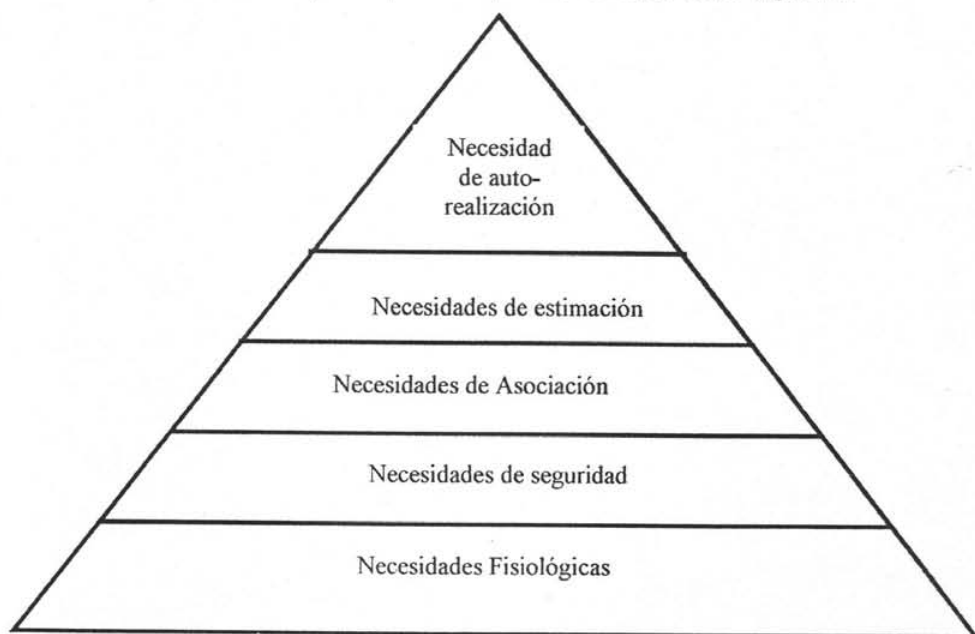 Necesidad
de auto-
realización
Necesidades de estimación
Necesidades de Asociación
Necesidades de seguridad
Necesidades Fisiológicas